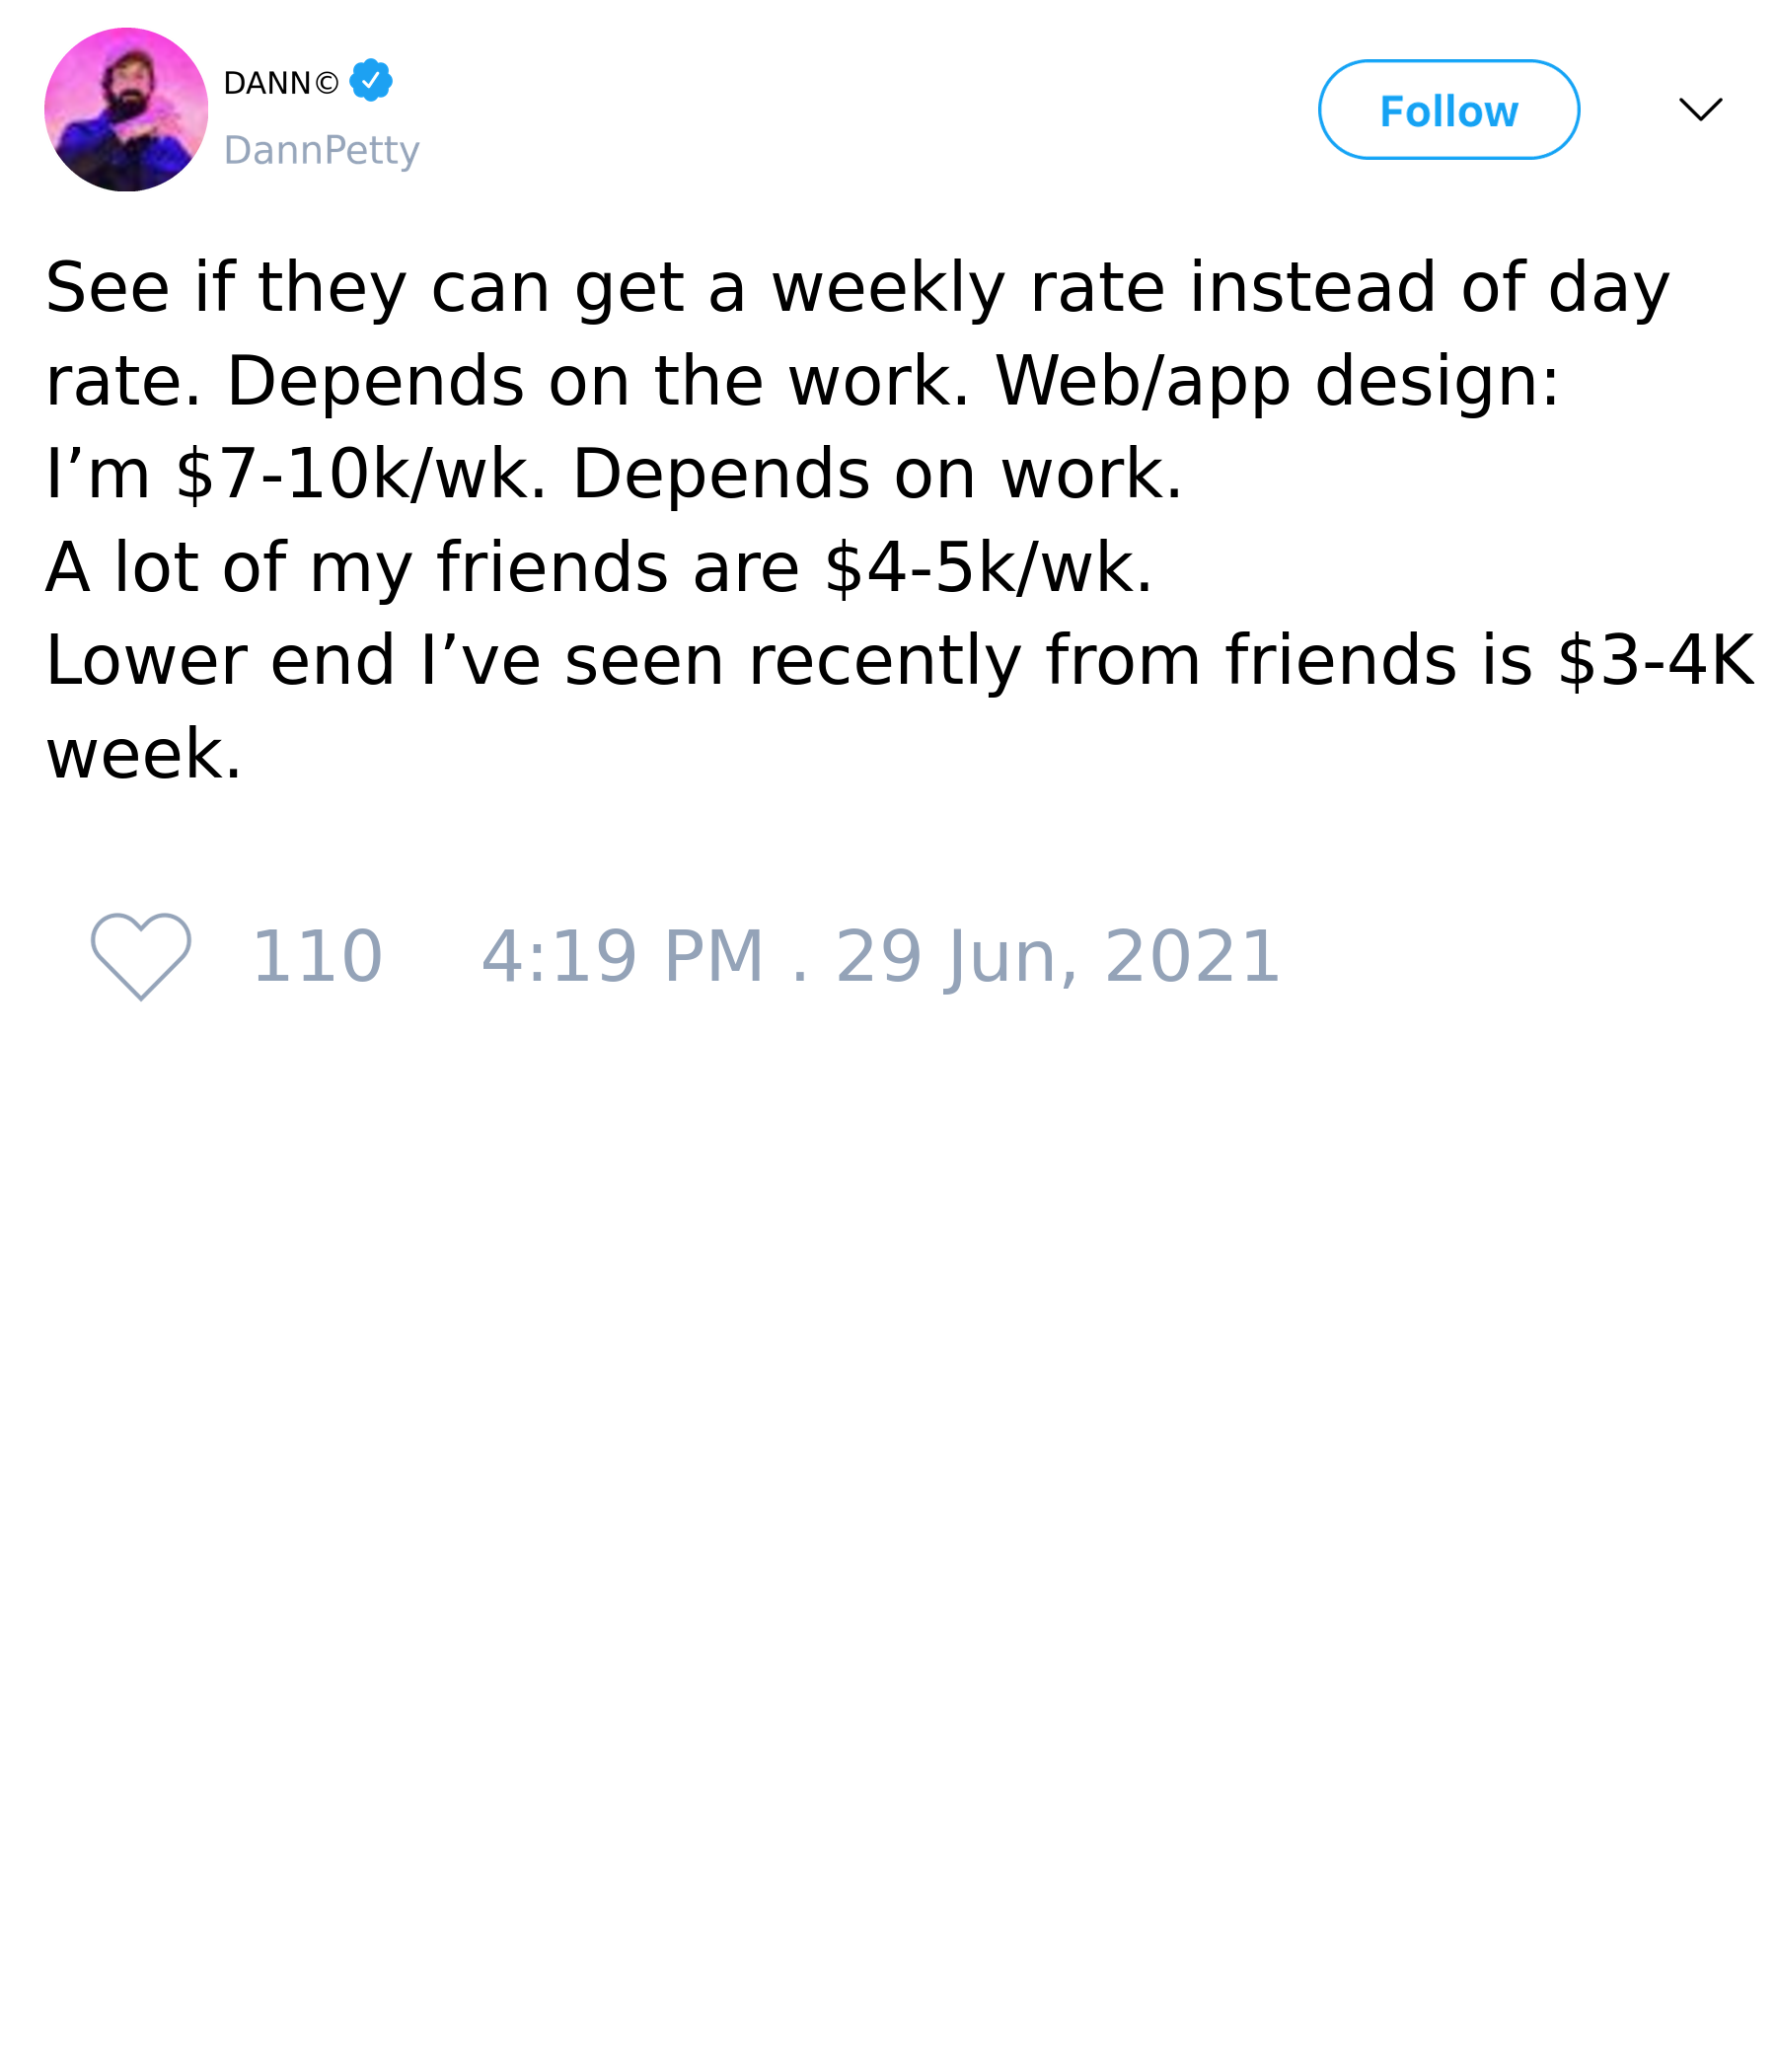 DANN©
DannPetty
Follow
See if they can get a weekly rate instead of day
rate. Depends on the work. Web/app design:
I’m $7-10k/wk. Depends on work.
A lot of my friends are $4-5k/wk.
Lower end I’ve seen recently from friends is $3-4K
week.
110 4:19 PM . 29 Jun, 2021